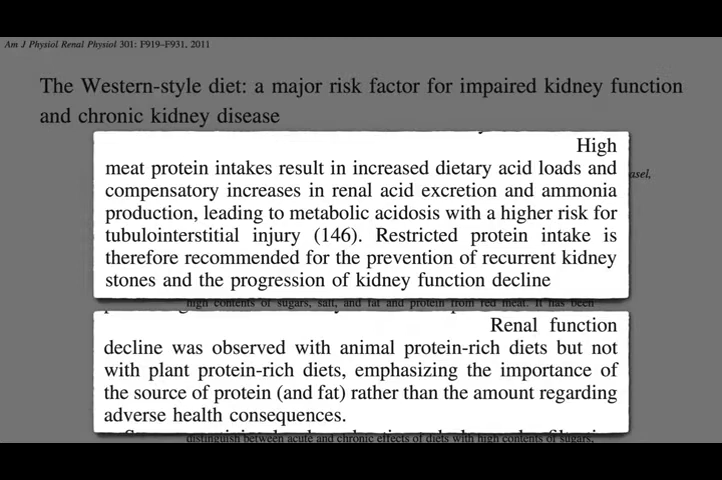 Am J Physiol Renal Physiol 301: F919–F931, 2011
The Western-style diet: a major risk factor for impaired kidney function
and chronic kidney disease
High
meat protein intakes result in increased dietary acid loads and
compensatory increases in renal acid excretion and ammonia
production, leading to metabolic acidosis with a higher risk for
tubulointerstitial injury (146). Restricted protein intake is
therefore recommended for the prevention of recurrent kidney
stones and the progression of kidney function decline
high contents of sugars, salt, and fat and protein from red meat. It has been
Renal function
decline was observed with animal protein-rich diets but not
with plant protein-rich diets, emphasizing the importance of
the source of protein (and fat) rather than the amount regarding
adverse health consequences.
distinguish between acute and chronic effects of diets with high contents of sugars,